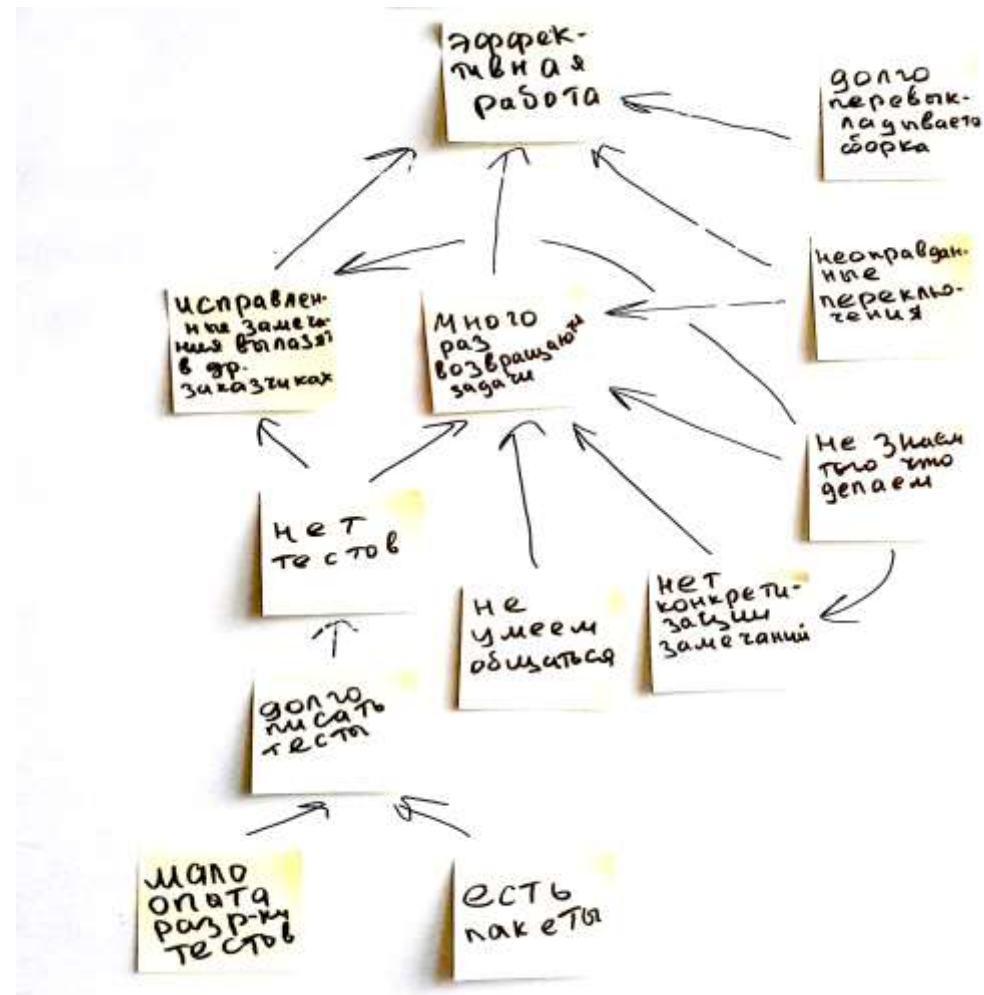 эффек-
тивная
работа
долго
перевык-
ладывается
сборка
неоправдан-
ные
переклю-
чения
исправлен-
ные замеча-
ния вылазят
в др.
заказчиках
много
раз
возвращают
задачи
не знаем
того что
делаем
нет
тестов
не
умеем
общаться
нет
конкрети-
зации
замечаний
долго
писать
тесты
мало
опыта
разр-ки
тестов
есть
пакеты